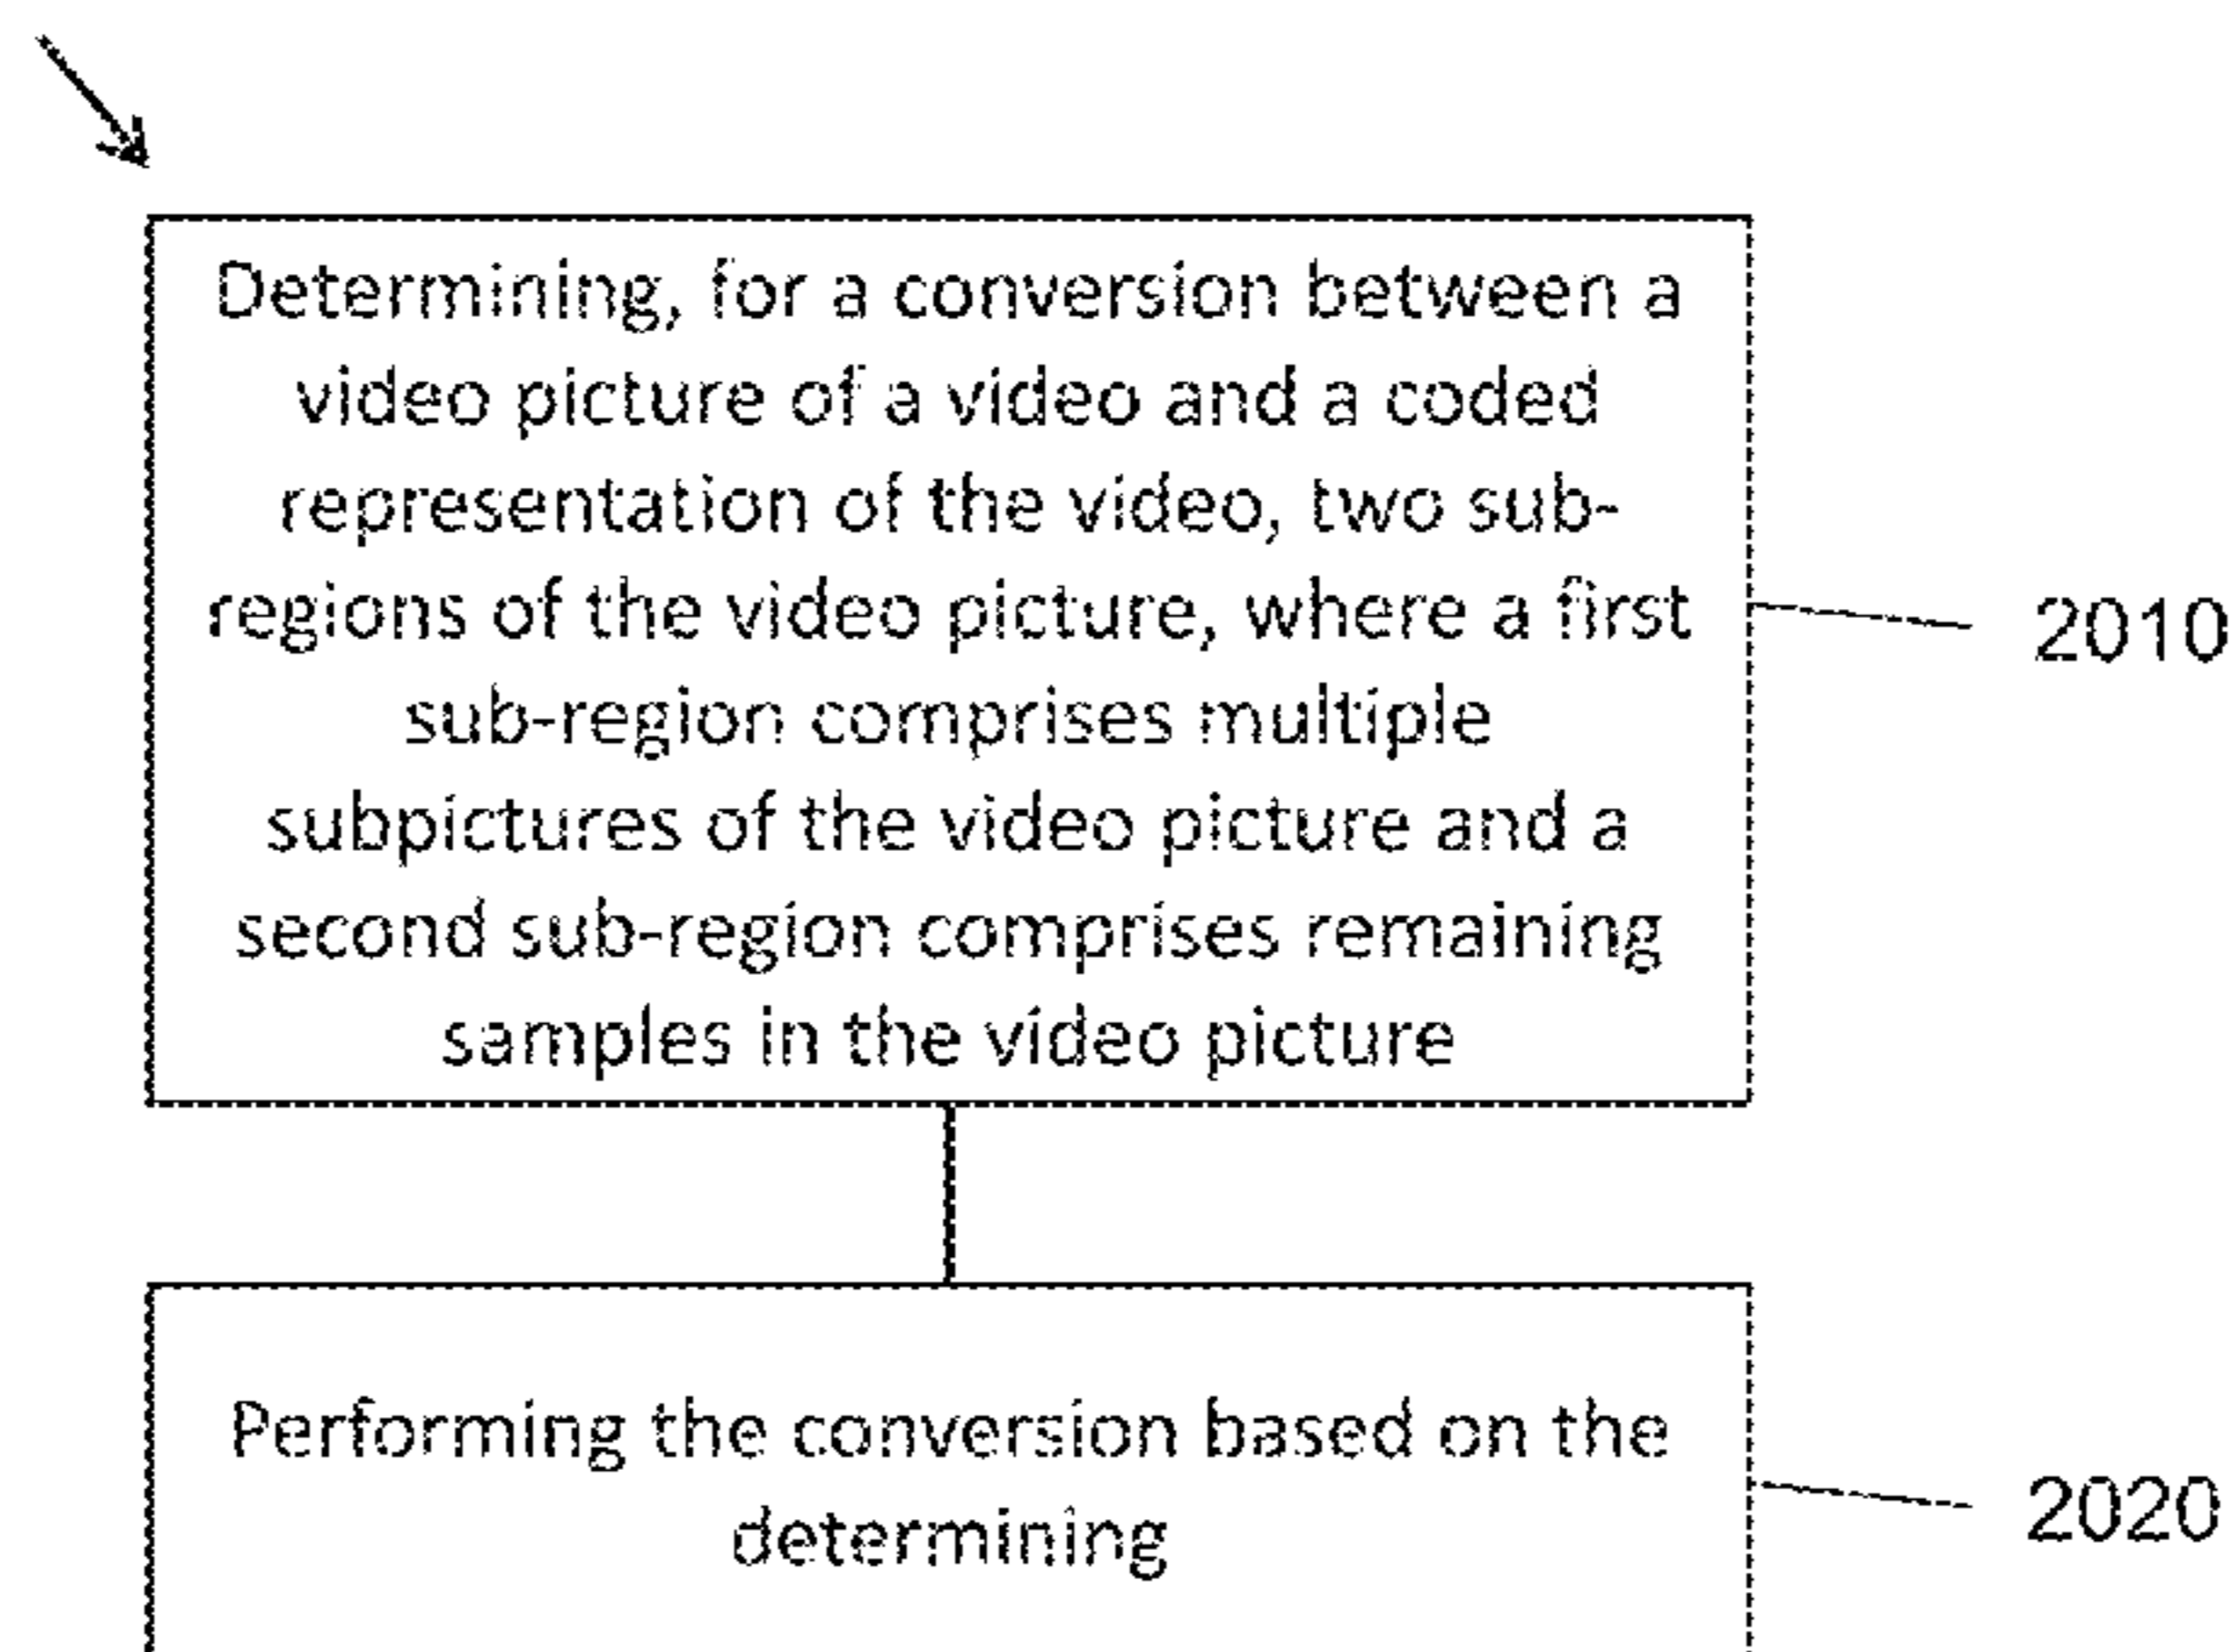 Determining, for a conversion between a
video picture of a video and a coded
representation of the video, two sub-
regions of the video picture, where a first
sub-region comprises multiple
subpictures of the video picture and a
second sub-region comprises remaining
samples in the video picture
2010
Performing the conversion based on the
determining
2020